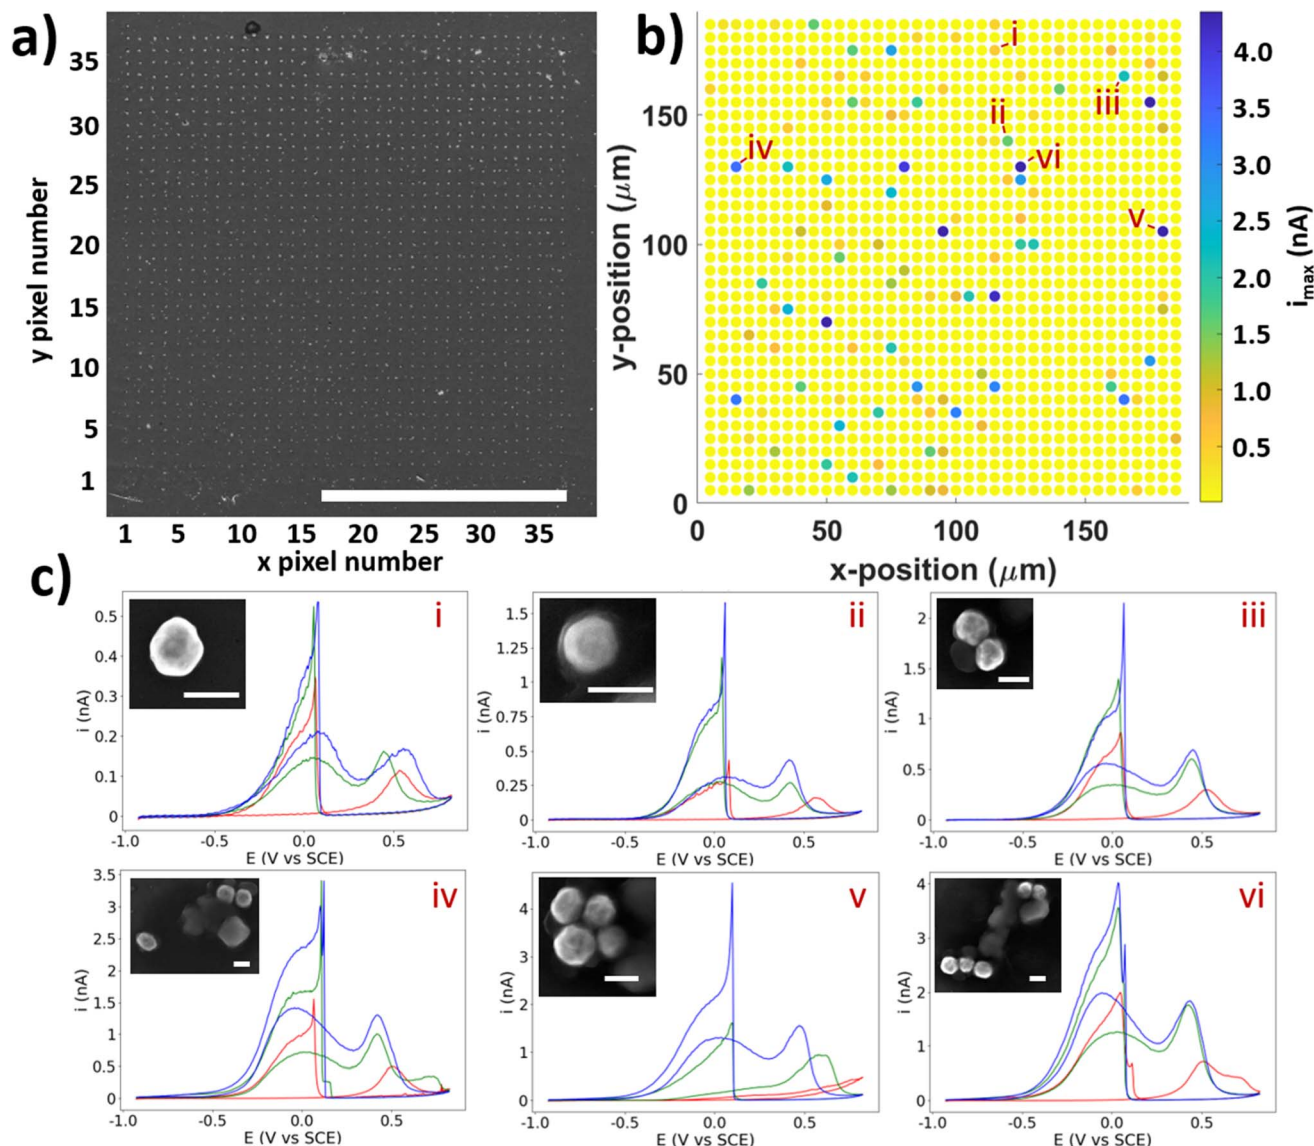 a)
y pixel number
35
30
25
20
15
10
5
1
1 5 10 15 20 25 30 35
x pixel number
b)
y-position (μm)
150
100
50
0
0 50 100 150
x-position (μm)
i
ii
iii
iv
vi
v
4.0
3.5
3.0
2.5
2.0
1.5
1.0
0.5
i_max (nA)
c)
i
i (nA)
0.5
0.4
0.3
0.2
0.1
0
-1.0 -0.5 0.0 0.5
E (V vs SCE)
ii
i (nA)
1.5
1.25
1
0.75
0.5
0.25
0
-1.0 -0.5 0.0 0.5
E (V vs SCE)
iii
i (nA)
2
1.5
1
0.5
0
-1.0 -0.5 0.0 0.5
E (V vs SCE)
iv
i (nA)
3.5
3
2.5
2
1.5
1
0.5
0
-1.0 -0.5 0.0 0.5
E (V vs SCE)
v
i (nA)
4
3
2
1
0
-1.0 -0.5 0.0 0.5
E (V vs SCE)
vi
i (nA)
4
3
2
1
0
-1.0 -0.5 0.0 0.5
E (V vs SCE)